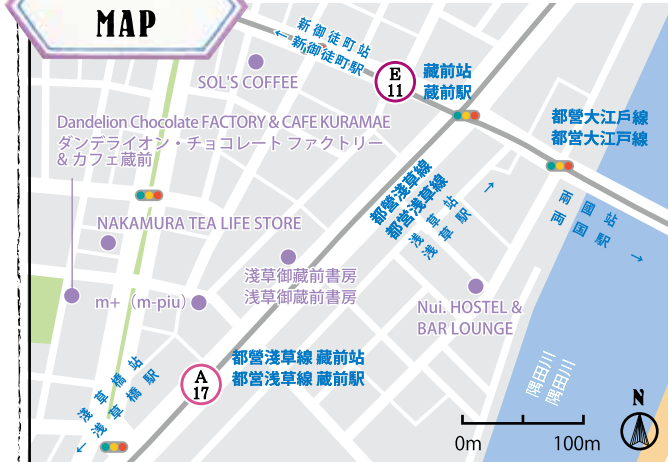 MAP
新御徒町站
← 新御徒町駅
SOL'S COFFEE
E
11
藏前站
蔵前駅
Dandelion Chocolate FACTORY & CAFE KURAMAE
ダンデライオン・チョコレート ファクトリー
& カフェ蔵前
都營大江戶線
都営大江戸線
都營淺草線
都営浅草線
淺草站
浅草駅
→
兩國站
両国駅
→
NAKAMURA TEA LIFE STORE
淺草御藏前書房
浅草御蔵前書房
m+（m-piu）
Nui. HOSTEL &
BAR LOUNGE
A
17
都營淺草線 藏前站
都営浅草線 蔵前駅
淺草橋站
← 浅草橋駅
隅田川
隅田川
N
0m
100m